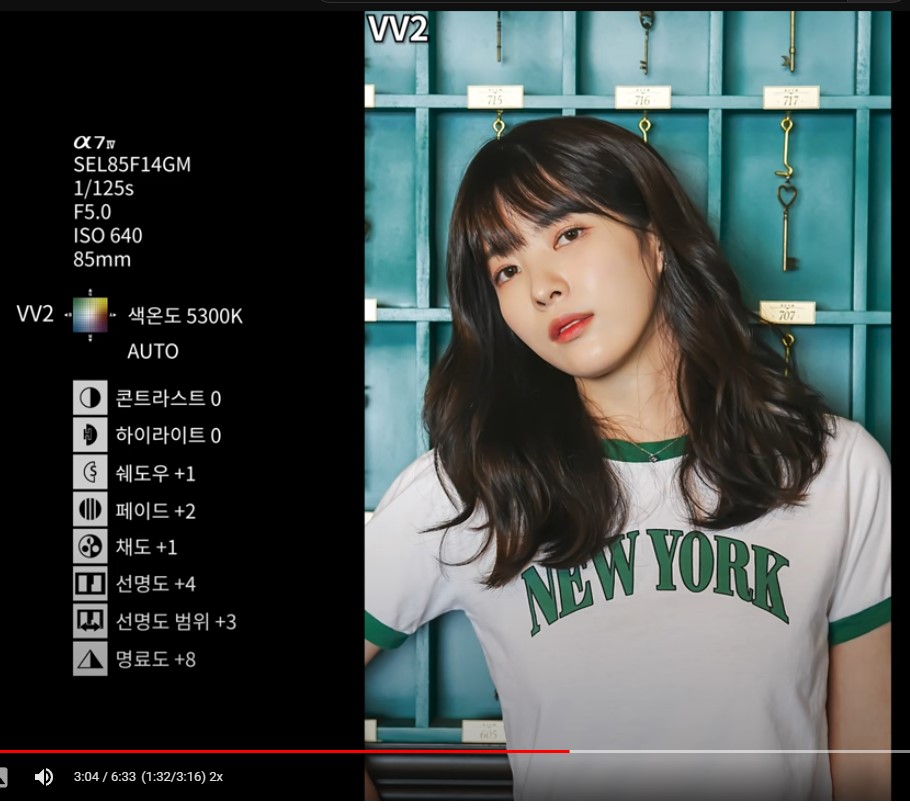 VV2
α7Ⅳ
SEL85F14GM
1/125s
F5.0
ISO 640
85mm
VV2 색온도 5300K
AUTO
콘트라스트 0
하이라이트 0
쉐도우 +1
페이드 +2
채도 +1
선명도 +4
선명도 범위 +3
명료도 +8
715 716 717
707
NEW YORK
603
3:04 / 6:33 (1:32/3:16) 2x